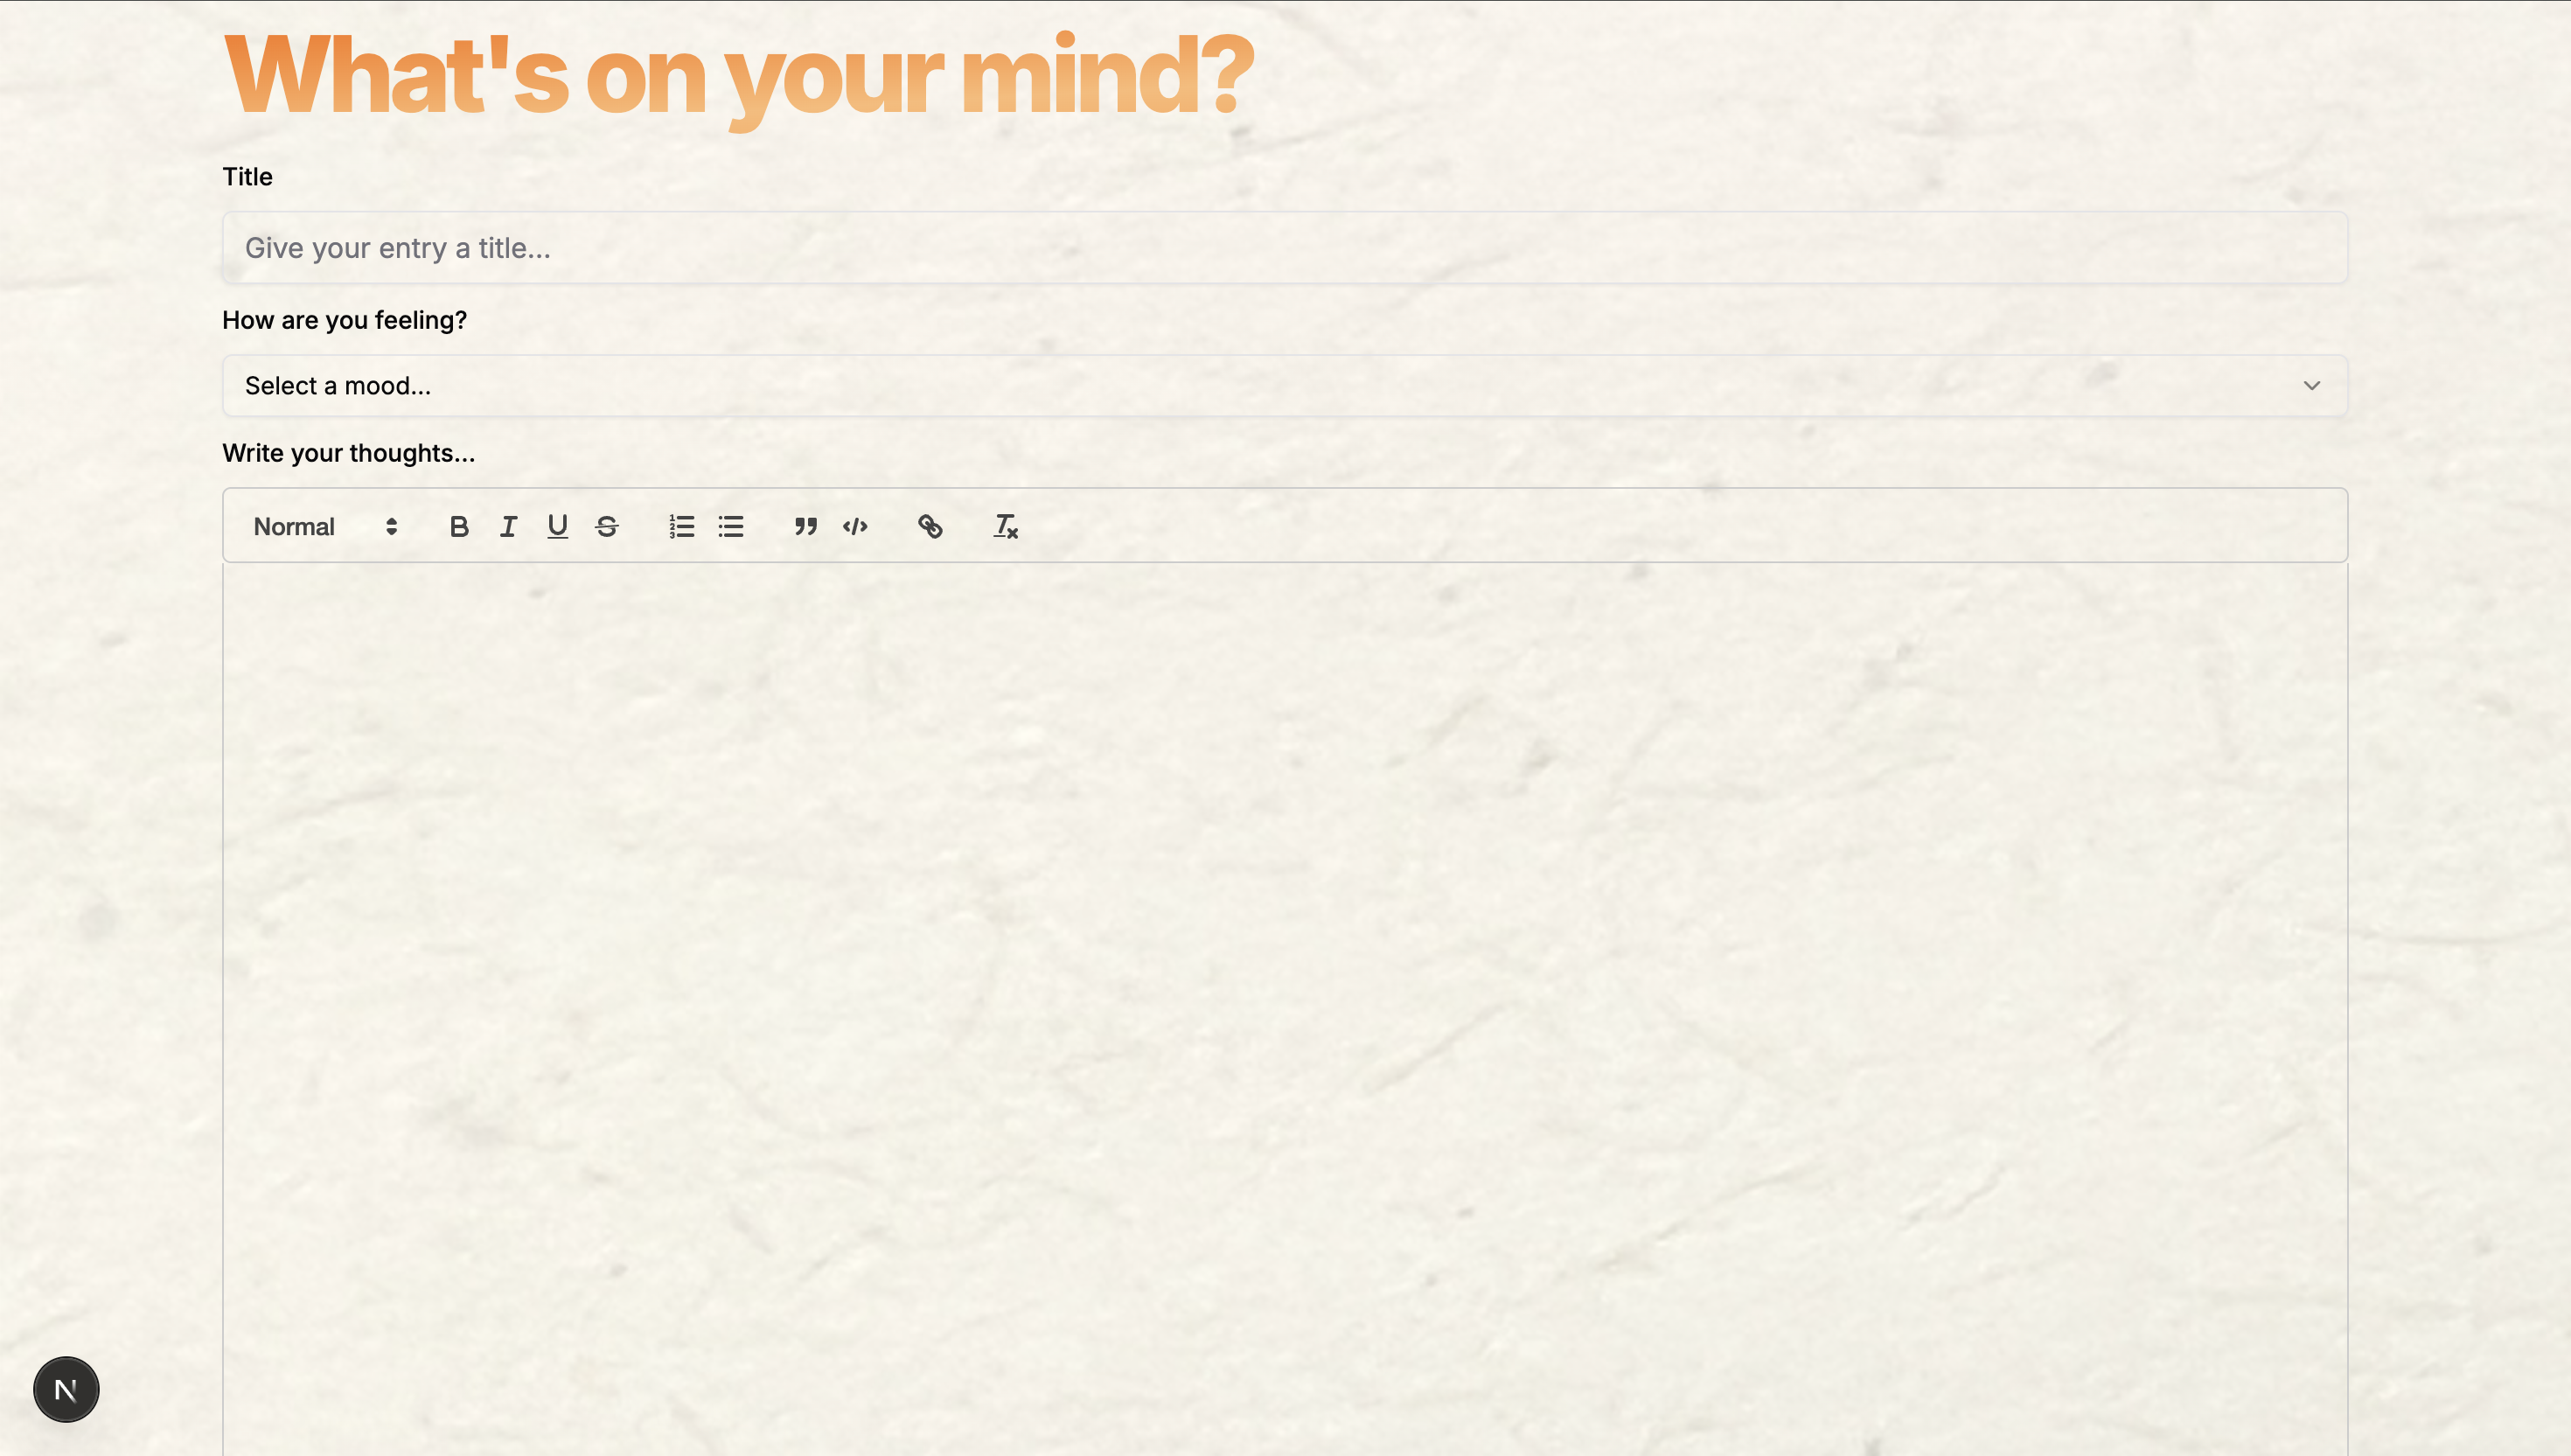 What's on your mind?
Title
Give your entry a title...
How are you feeling?
Select a mood...
Write your thoughts...
Normal B I U S
N